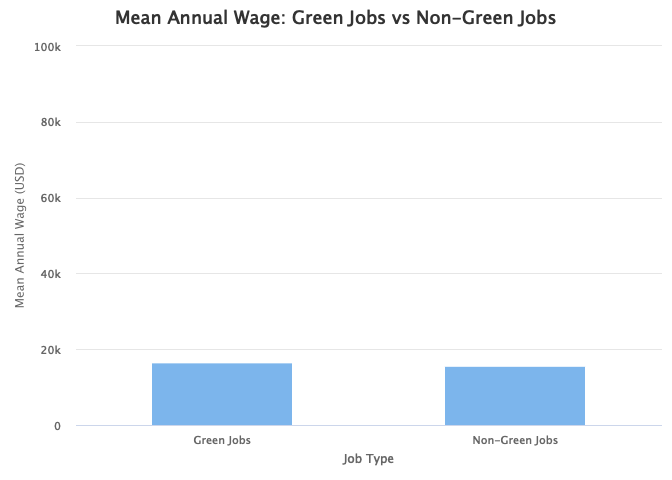 Mean Annual Wage: Green Jobs vs Non-Green Jobs
100k
80k
60k
40k
20k
0
Mean Annual Wage (USD)
Green Jobs
Non-Green Jobs
Job Type